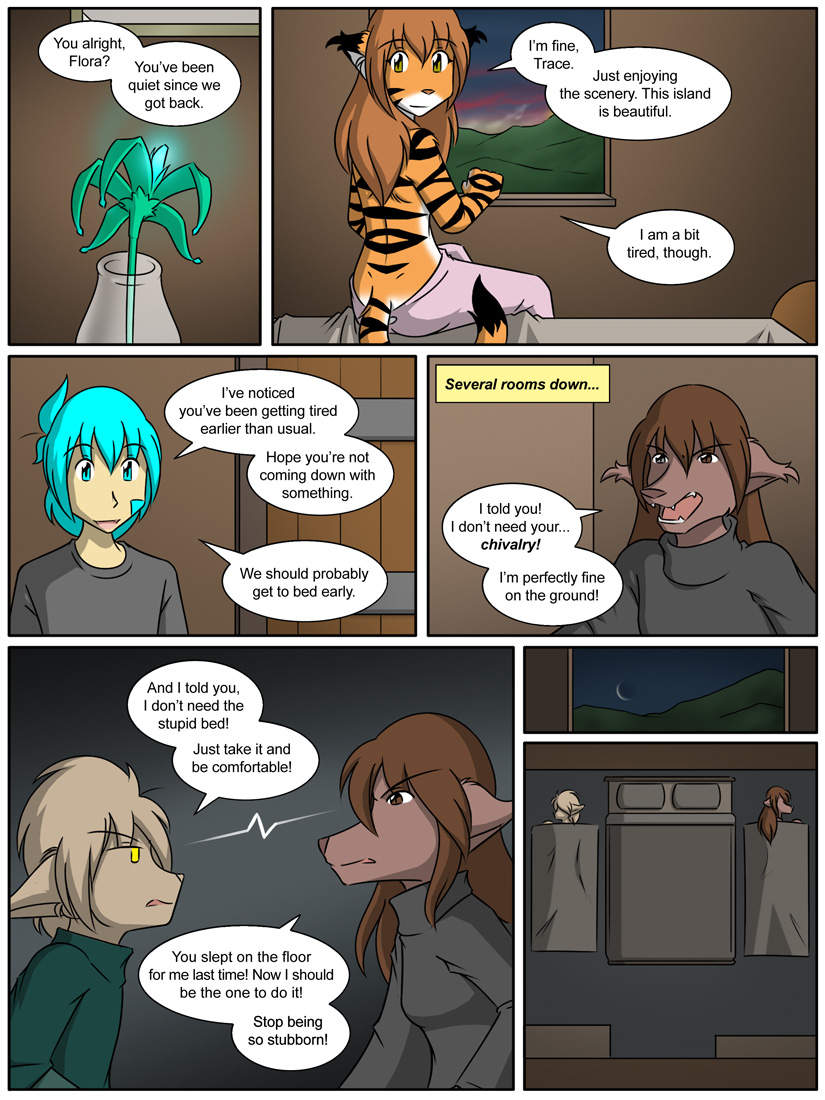 You alright,
Flora?
You've been
quiet since we
got back.
I'm fine,
Trace.
Just enjoying
the scenery. This island
is beautiful.
I am a bit
tired, though.
I've noticed
you've been getting tired
earlier than usual.
Hope you're not
coming down with
something.
We should probably
get to bed early.
Several rooms down...
I told you!
I don't need your...
chivalry!
I'm perfectly fine
on the ground!
And I told you,
I don't need the
stupid bed!
Just take it and
be comfortable!
You slept on the floor
for me last time! Now I should
be the one to do it!
Stop being
so stubborn!